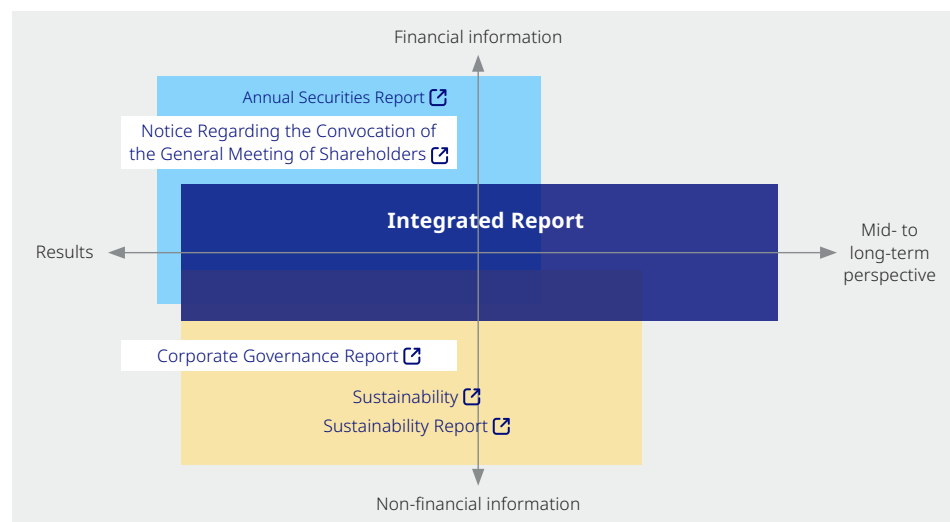 Financial information
Annual Securities Report
Notice Regarding the Convocation of
the General Meeting of Shareholders
Integrated Report
Results
Mid- to
long-term
perspective
Corporate Governance Report
Sustainability
Sustainability Report
Non-financial information